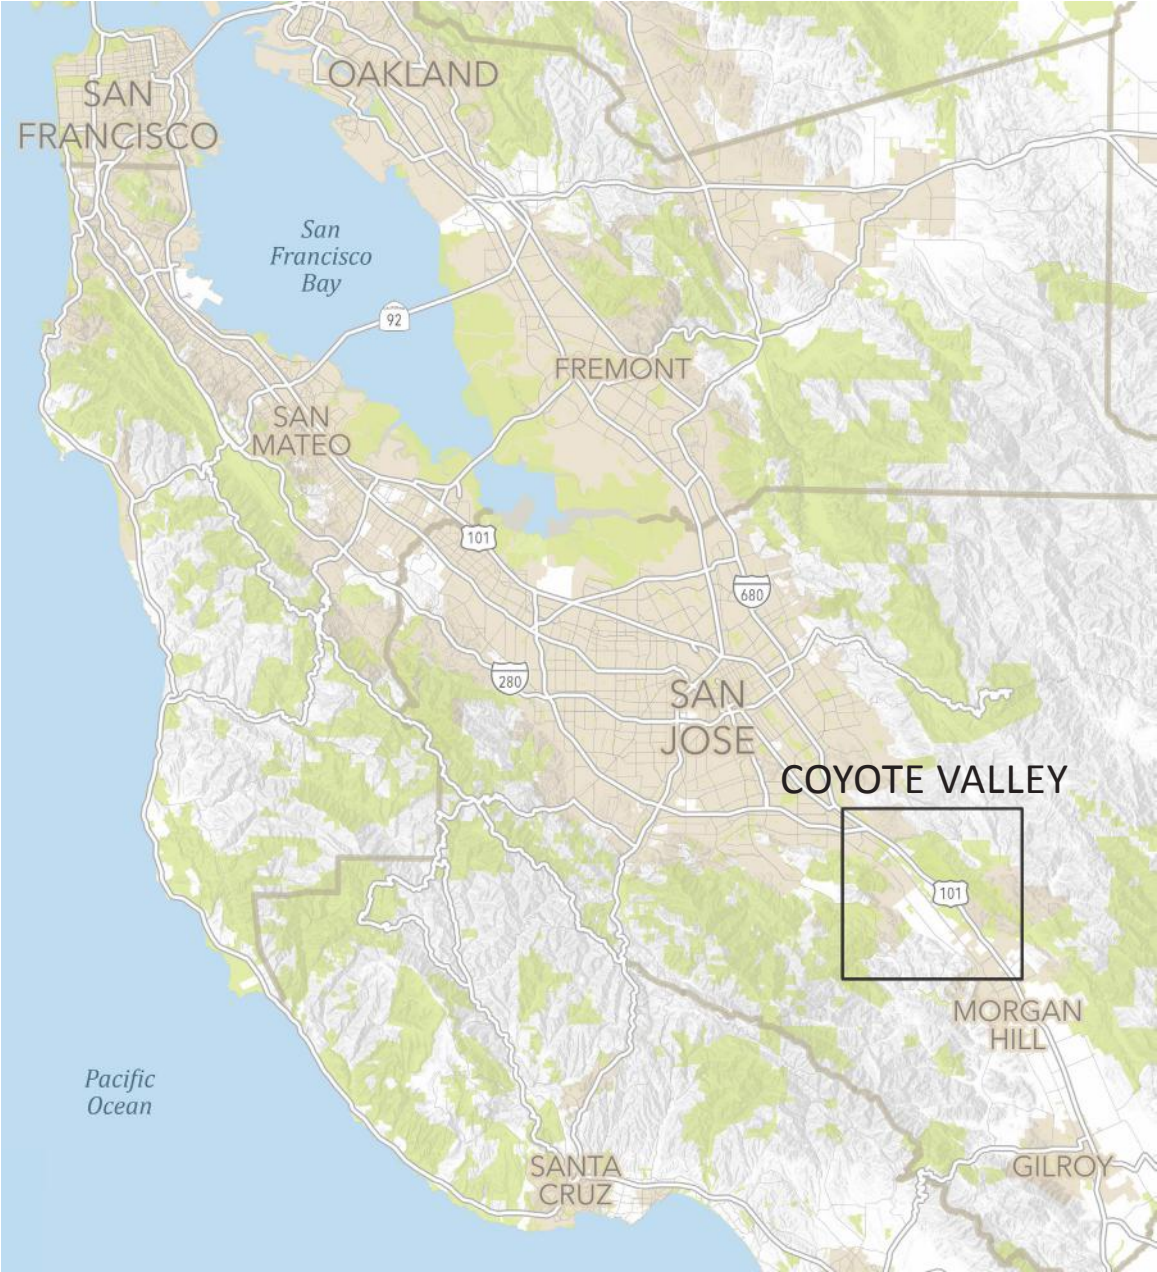 OAKLAND
SAN
FRANCISCO
San
Francisco
Bay
92
FREMONT
SAN
MATEO
101
680
280
SAN
JOSE
COYOTE VALLEY
101
MORGAN
HILL
Pacific
Ocean
SANTA
CRUZ
GILROY